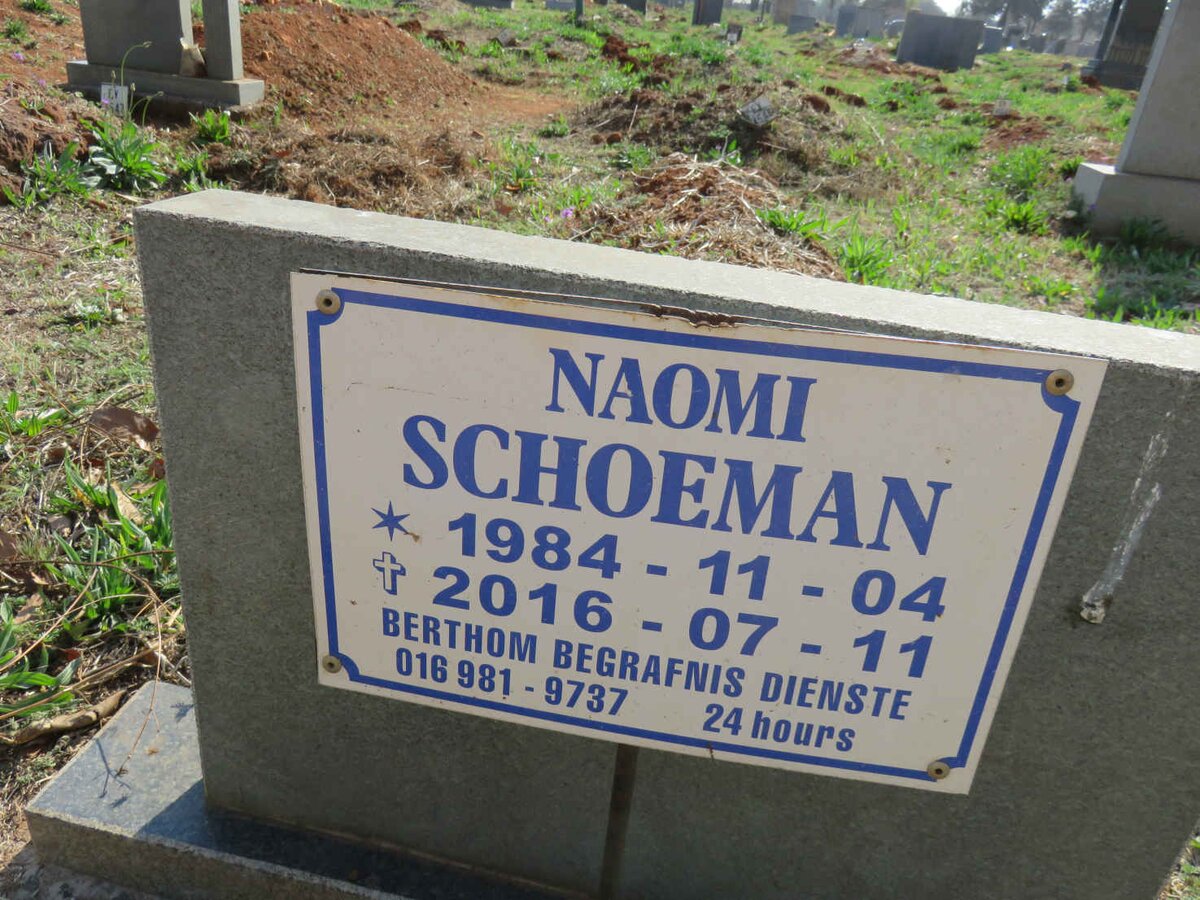 NAOMI
SCHOEMAN
1984 - 11 - 04
2016 - 07 - 11
BERTHOM BEGRAFNIS DIENSTE
016 981 - 9737 24 hours